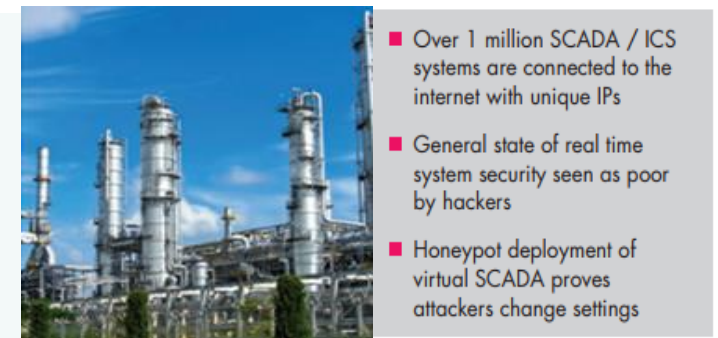 Over 1 million SCADA / ICS
systems are connected to the
internet with unique IPs
General state of real time
system security seen as poor
by hackers
Honeypot deployment of
virtual SCADA proves
attackers change settings